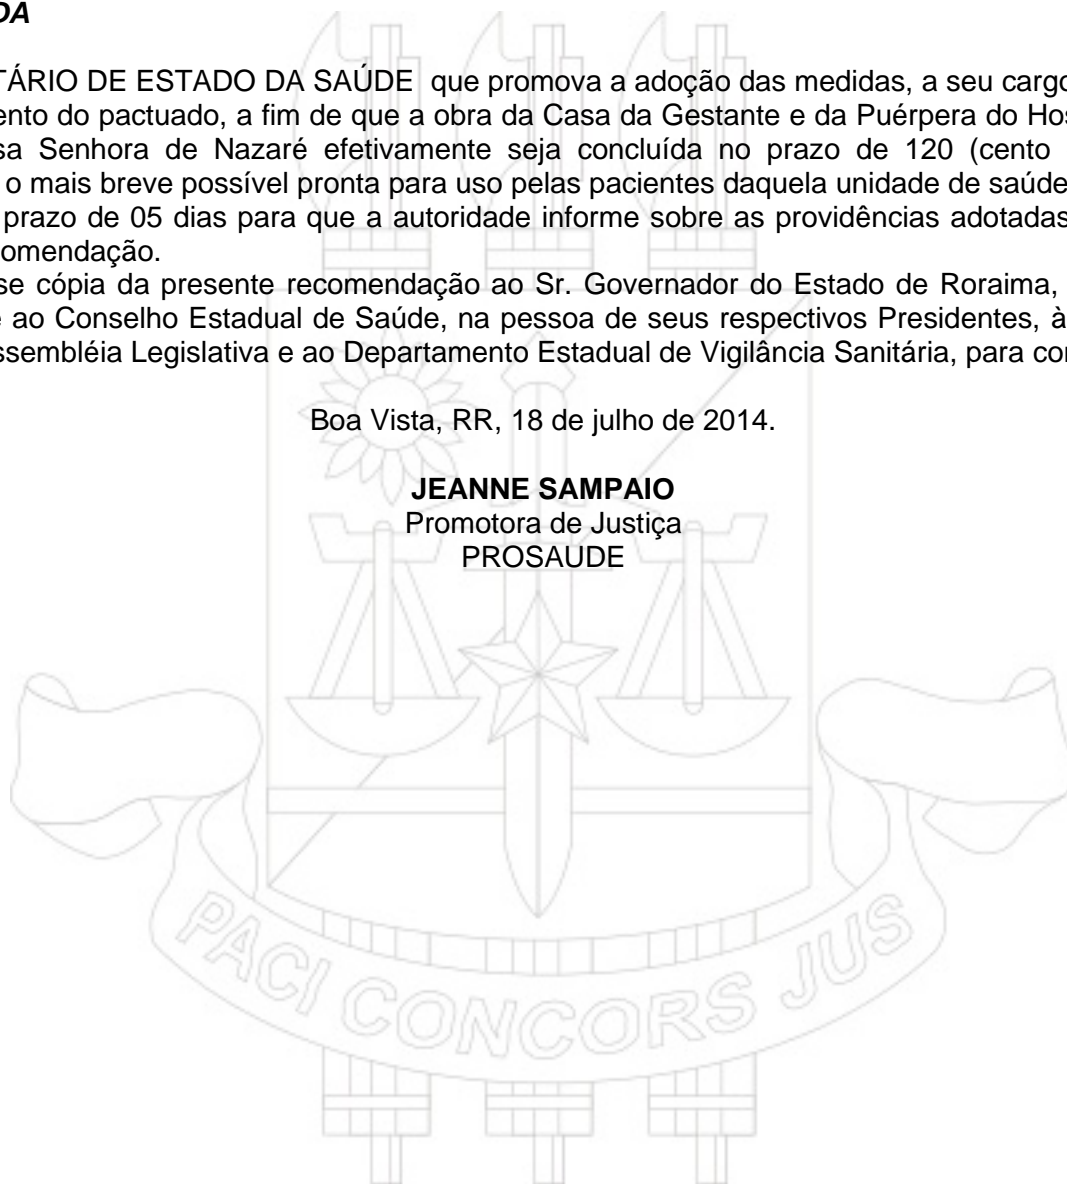 DA
TÁRIO DE ESTADO DA SAÚDE que promova a adoção das medidas, a seu cargo
ento do pactuado, a fim de que a obra da Casa da Gestante e da Puérpera do Hos
sa Senhora de Nazaré efetivamente seja concluída no prazo de 120 (cento
o mais breve possível pronta para uso pelas pacientes daquela unidade de saúde
prazo de 05 dias para que a autoridade informe sobre as providências adotadas
comendação.
se cópia da presente recomendação ao Sr. Governador do Estado de Roraima,
e ao Conselho Estadual de Saúde, na pessoa de seus respectivos Presidentes, à
ssembléia Legislativa e ao Departamento Estadual de Vigilância Sanitária, para con
Boa Vista, RR, 18 de julho de 2014.
JEANNE SAMPAIO
Promotora de Justiça
PROSAUDE
PACI CONCORS JUS